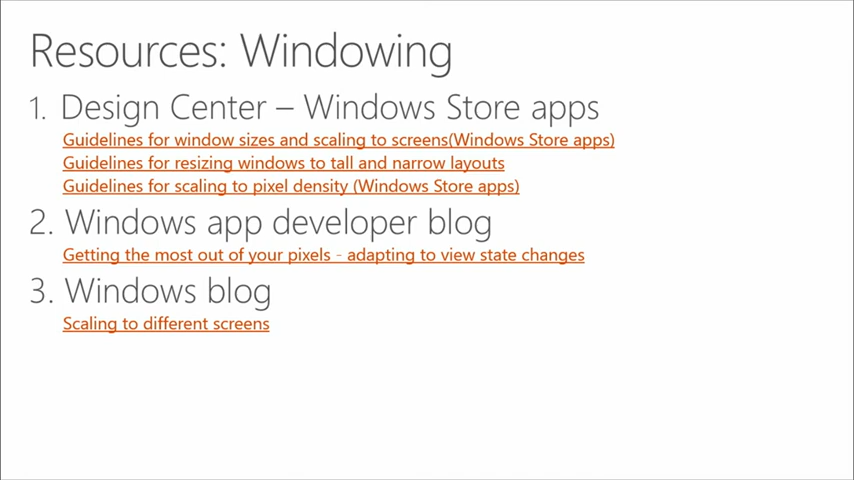 Resources: Windowing
1. Design Center – Windows Store apps
Guidelines for window sizes and scaling to screens(Windows Store apps)
Guidelines for resizing windows to tall and narrow layouts
Guidelines for scaling to pixel density (Windows Store apps)
2. Windows app developer blog
Getting the most out of your pixels - adapting to view state changes
3. Windows blog
Scaling to different screens